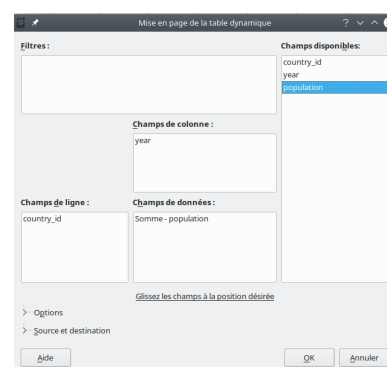 Mise en page de la table dynamique
Filtres :
Champs disponibles:
country_id
year
population
Champs de colonne :
year
Champs de ligne :
Champs de données :
country_id
Somme - population
Glissez les champs à la position désirée
Options
Source et destination
Aide
OK
Annuler